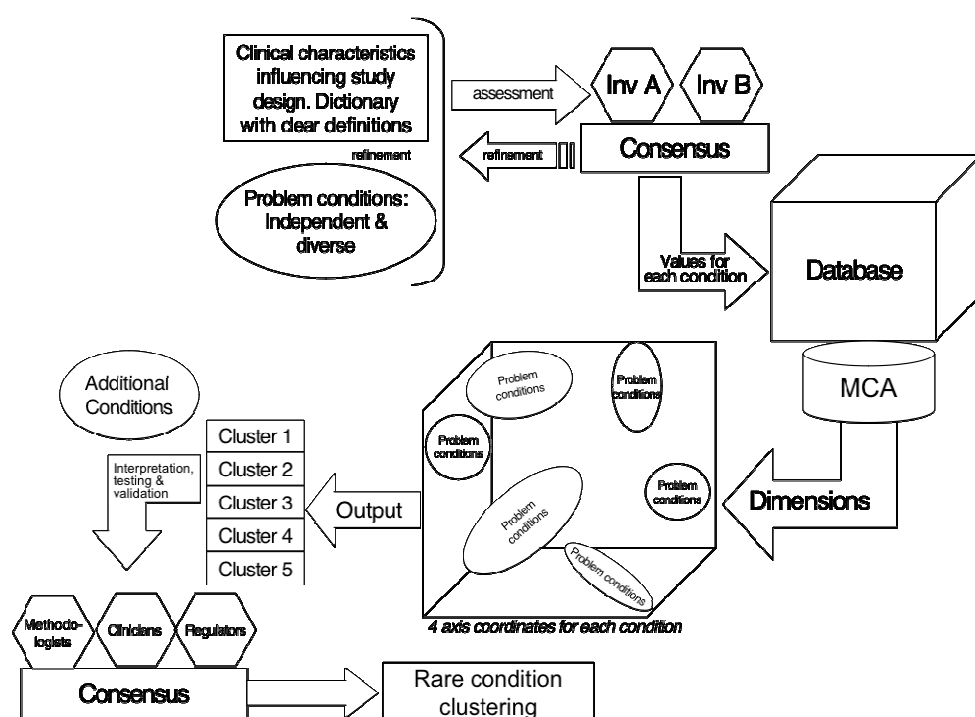 Clinical characteristics
influencing study
design. Dictionary
with clear definitions
refinement
Problem conditions:
Independent &
diverse
assessment
Inv A
Inv B
Consensus
refinement
Values for
each condition
Database
MCA
Dimensions
Problem
conditions
Problem
conditions
Problem
conditions
Problem
conditions
Problem
conditions
Problem conditions
4 axis coordinates for each condition
Output
Additional
Conditions
Cluster 1
Cluster 2
Cluster 3
Cluster 4
Cluster 5
Interpretation,
testing &
validation
Methodo-
logists
Clinicians
Regulators
Consensus
Rare condition
clustering